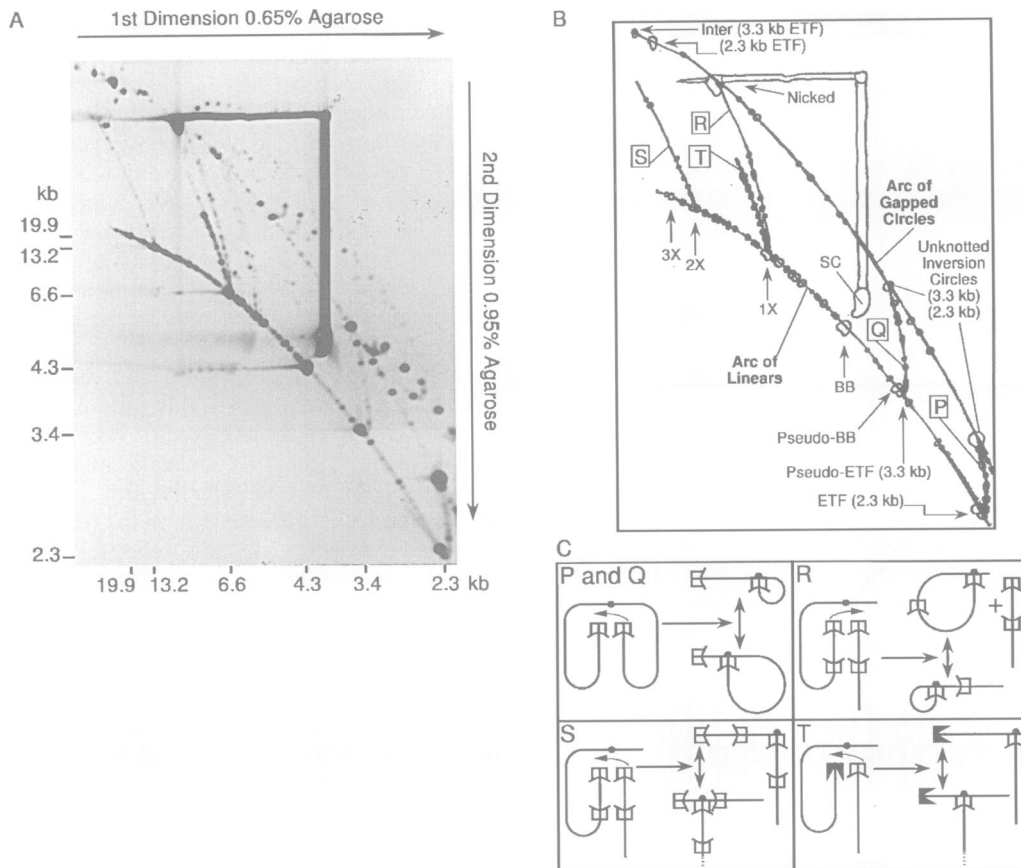 A
1st Dimension 0.65% Agarose
2nd Dimension 0.95% Agarose
kb
19.9
13.2
6.6
4.3
3.4
2.3
19.9 13.2 6.6 4.3 3.4 2.3 kb
B
Inter (3.3 kb ETF)
(2.3 kb ETF)
Nicked
R
S
T
Arc of
Gapped
Circles
Unknotted
Inversion
Circles
(3.3 kb)
(2.3 kb)
3X
2X
1X
SC
Q
Arc of
Linears
BB
P
Pseudo-BB
Pseudo-ETF (3.3 kb)
ETF (2.3 kb)
C
P and Q
R
+
S
T